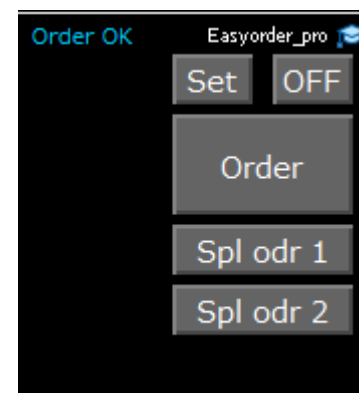 Order OK
Easyorder_pro
Set
OFF
Order
Spl odr 1
Spl odr 2